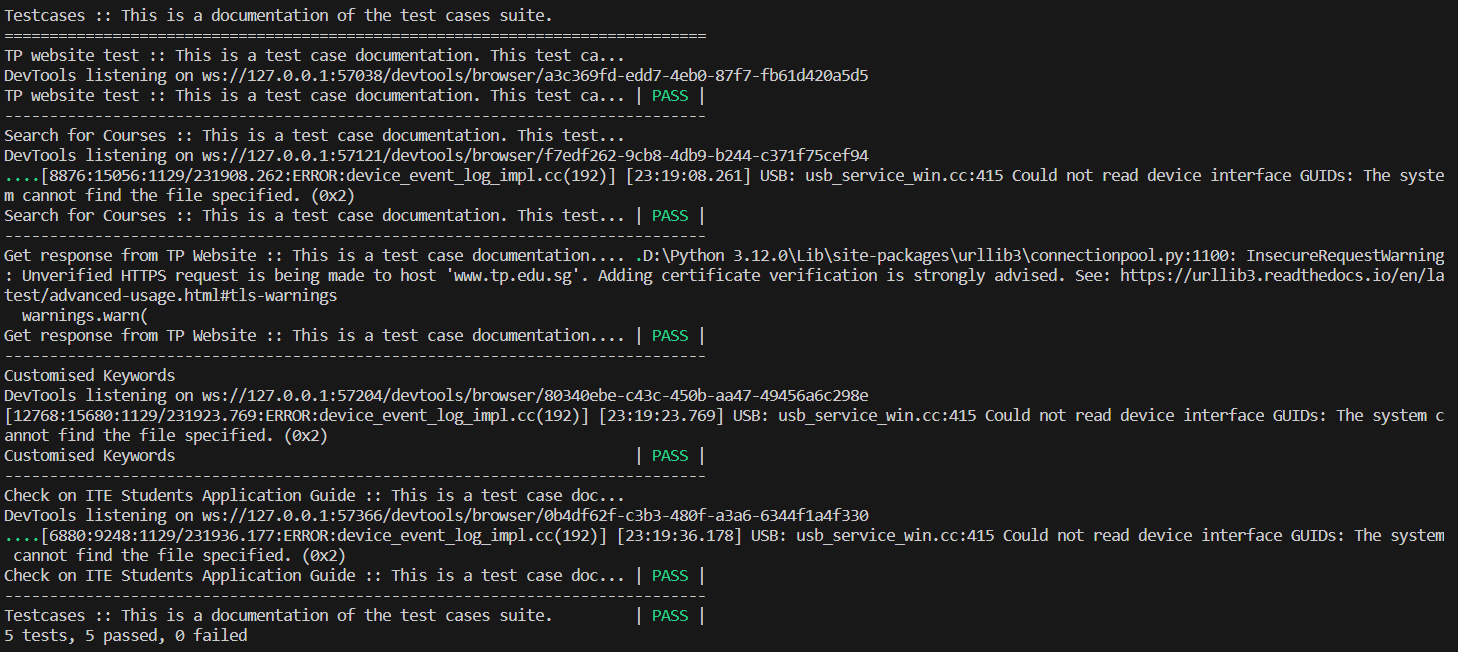 Testcases :: This is a documentation of the test cases suite.
==============================================================================
TP website test :: This is a test case documentation. This test ca...
DevTools listening on ws://127.0.0.1:57038/devtools/browser/a3c369fd-edd7-4eb0-87f7-fb61d420a5d5
TP website test :: This is a test case documentation. This test ca... | PASS |
------------------------------------------------------------------------------
Search for Courses :: This is a test case documentation. This test...
DevTools listening on ws://127.0.0.1:57121/devtools/browser/f7edf262-9cb8-4db9-b244-c371f75cef94
....[8876:15056:1129/231908.262:ERROR:device_event_log_impl.cc(192)] [23:19:08.261] USB: usb_service_win.cc:415 Could not read device interface GUIDs: The syste
m cannot find the file specified. (0x2)
Search for Courses :: This is a test case documentation. This test... | PASS |
------------------------------------------------------------------------------
Get response from TP Website :: This is a test case documentation.... .D:\Python 3.12.0\Lib\site-packages\urllib3\connectionpool.py:1100: InsecureRequestWarning
: Unverified HTTPS request is being made to host 'www.tp.edu.sg'. Adding certificate verification is strongly advised. See: https://urllib3.readthedocs.io/en/la
test/advanced-usage.html#tls-warnings
  warnings.warn(
Get response from TP Website :: This is a test case documentation.... | PASS |
------------------------------------------------------------------------------
Customised Keywords
DevTools listening on ws://127.0.0.1:57204/devtools/browser/80340ebe-c43c-450b-aa47-49456a6c298e
[12768:15680:1129/231923.769:ERROR:device_event_log_impl.cc(192)] [23:19:23.769] USB: usb_service_win.cc:415 Could not read device interface GUIDs: The system c
annot find the file specified. (0x2)
Customised Keywords                                                   | PASS |
------------------------------------------------------------------------------
Check on ITE Students Application Guide :: This is a test case doc...
DevTools listening on ws://127.0.0.1:57366/devtools/browser/0b4df62f-c3b3-480f-a3a6-6344f1a4f330
....[6880:9248:1129/231936.177:ERROR:device_event_log_impl.cc(192)] [23:19:36.178] USB: usb_service_win.cc:415 Could not read device interface GUIDs: The system
 cannot find the file specified. (0x2)
Check on ITE Students Application Guide :: This is a test case doc... | PASS |
------------------------------------------------------------------------------
Testcases :: This is a documentation of the test cases suite.         | PASS |
5 tests, 5 passed, 0 failed